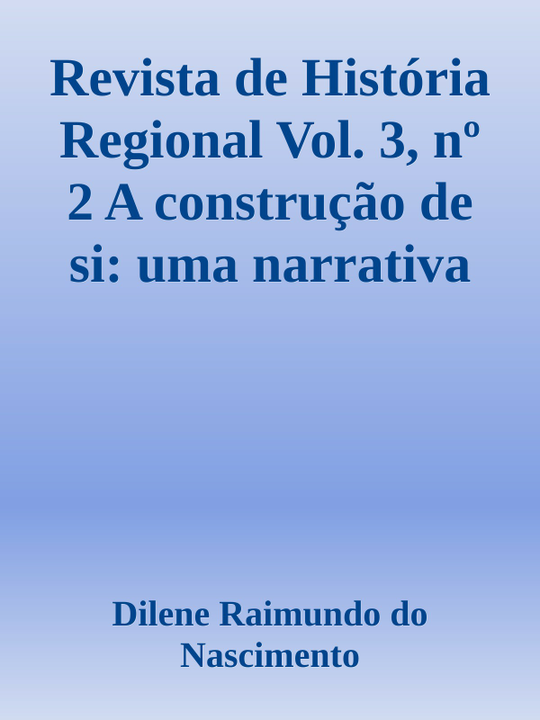 Revista de História
Regional Vol. 3, nº
2 A construção de
si: uma narrativa
Dilene Raimundo do
Nascimento